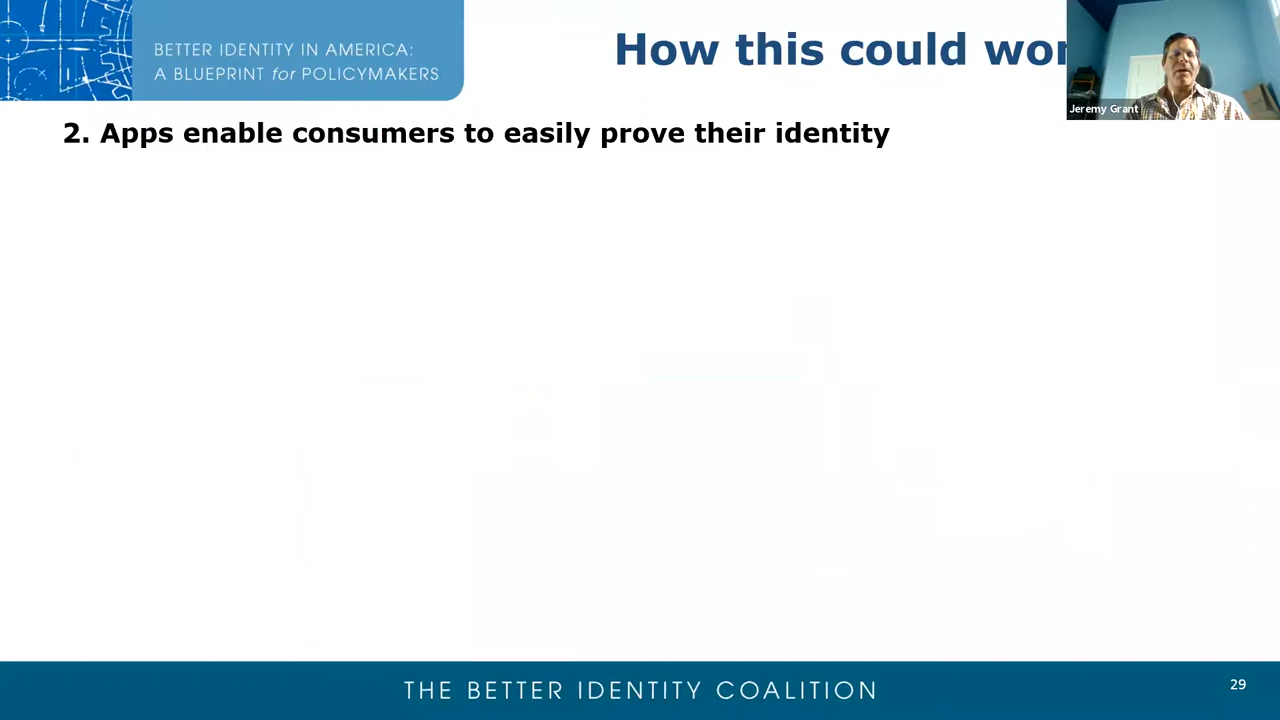 BETTER IDENTITY IN AMERICA:
A BLUEPRINT for POLICYMAKERS
How this could wor
Jeremy Grant
2. Apps enable consumers to easily prove their identity
THE BETTER IDENTITY COALITION
29